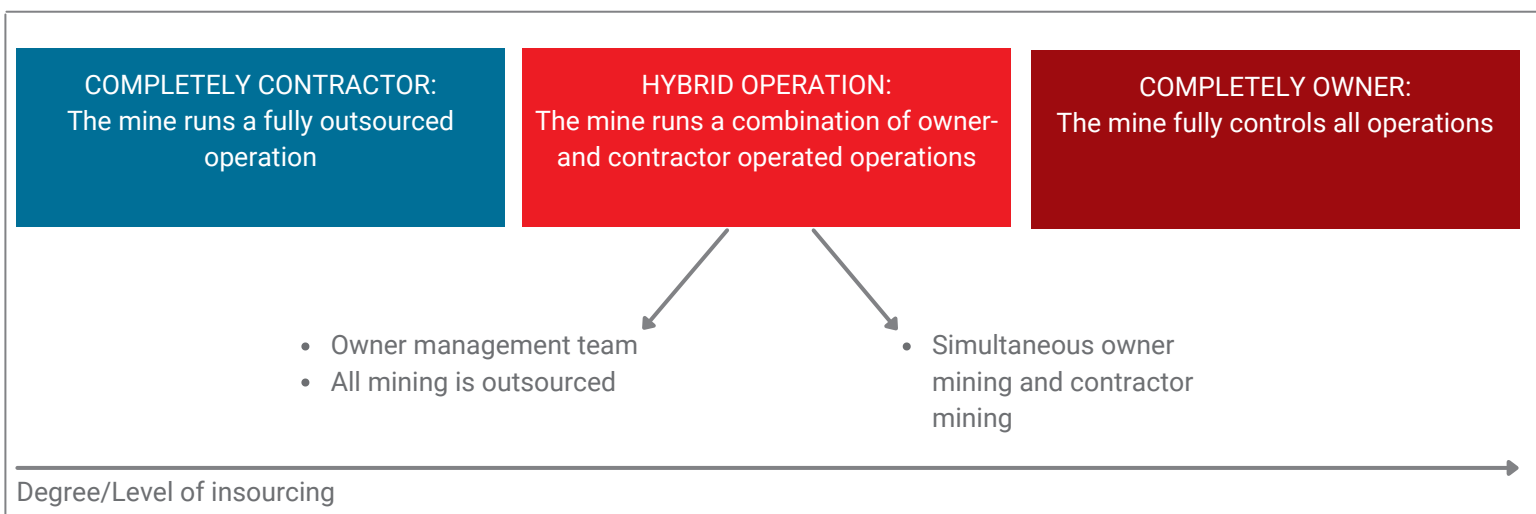 COMPLETELY CONTRACTOR:
The mine runs a fully outsourced
operation
HYBRID OPERATION:
The mine runs a combination of owner-
and contractor operated operations
COMPLETELY OWNER:
The mine fully controls all operations
• Owner management team
• All mining is outsourced
• Simultaneous owner
mining and contractor
mining
Degree/Level of insourcing